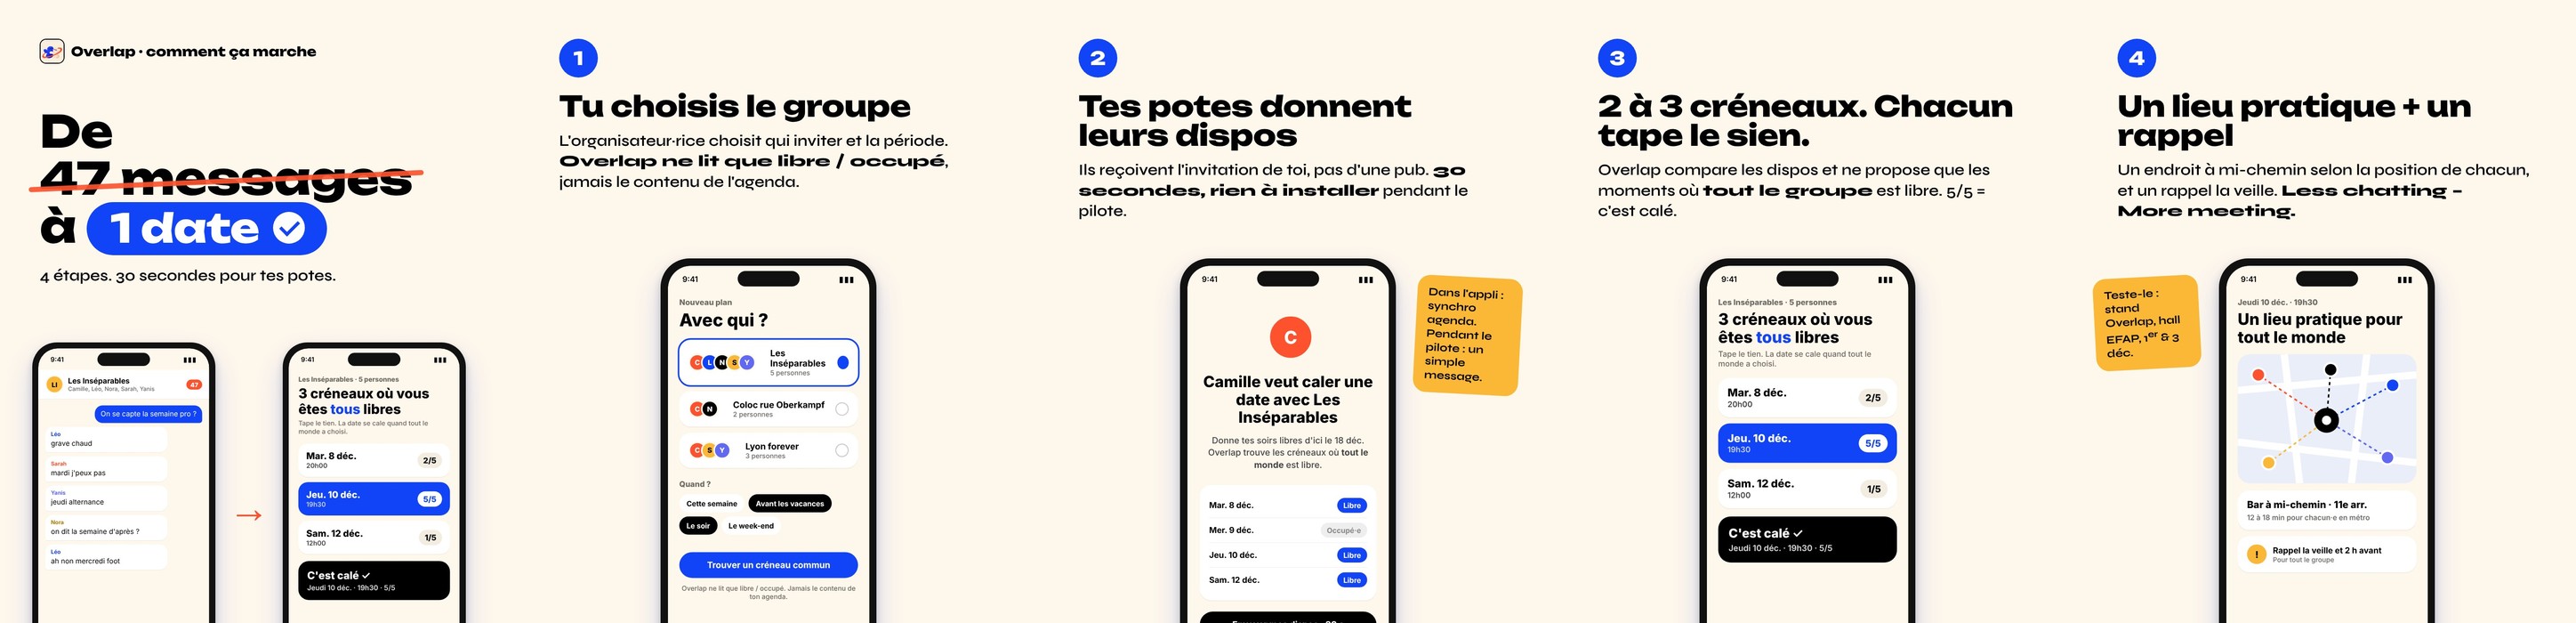 Overlap · comment ça marche
De
47 messages
à 1 date
4 étapes. 30 secondes pour tes potes.
9:41
LI
Les Inséparables
Camille, Léo, Nora, Sarah, Yanis
47
On se capte la semaine pro ?
Léo
grave chaud
Sarah
mardi j'peux pas
Yanis
jeudi alternance
Nora
on dit la semaine d'après ?
Léo
ah non mercredi foot
→
9:41
Les Inséparables · 5 personnes
3 créneaux où vous
êtes tous libres
Tape le tien. La date se cale quand tout le
monde a choisi.
Mar. 8 déc.
20h00
2/5
Jeu. 10 déc.
19h30
5/5
Sam. 12 déc.
12h00
1/5
C'est calé ✓
Jeudi 10 déc. · 19h30 · 5/5
1
Tu choisis le groupe
L'organisateur·rice choisit qui inviter et la période.
Overlap ne lit que libre / occupé,
jamais le contenu de l'agenda.
9:41
Nouveau plan
Avec qui ?
C L N S Y
Les
Inséparables
5 personnes
C N
Coloc rue Oberkampf
2 personnes
C S Y
Lyon forever
3 personnes
Quand ?
Cette semaine
Avant les vacances
Le soir
Le week-end
Trouver un créneau commun
Overlap ne lit que libre / occupé. Jamais le contenu de
ton agenda.
2
Tes potes donnent
leurs dispos
Ils reçoivent l'invitation de toi, pas d'une pub. 30
secondes, rien à installer pendant le
pilote.
9:41
C
Camille veut caler une
date avec Les
Inséparables
Donne tes soirs libres d'ici le 18 déc.
Overlap trouve les créneaux où tout le
monde est libre.
Mar. 8 déc.
Libre
Mer. 9 déc.
Occupé·e
Jeu. 10 déc.
Libre
Sam. 12 déc.
Libre
Dans l'appli :
synchro
agenda.
Pendant le
pilote : un
simple
message.
3
2 à 3 créneaux. Chacun
tape le sien.
Overlap compare les dispos et ne propose que les
moments où tout le groupe est libre. 5/5 =
c'est calé.
9:41
Les Inséparables · 5 personnes
3 créneaux où vous
êtes tous libres
Tape le tien. La date se cale quand tout le
monde a choisi.
Mar. 8 déc.
20h00
2/5
Jeu. 10 déc.
19h30
5/5
Sam. 12 déc.
12h00
1/5
C'est calé ✓
Jeudi 10 déc. · 19h30 · 5/5
4
Un lieu pratique + un
rappel
Un endroit à mi-chemin selon la position de chacun,
et un rappel la veille. Less chatting –
More meeting.
Teste-le :
stand
Overlap, hall
EFAP, 1er & 3
déc.
9:41
Jeudi 10 déc. · 19h30
Un lieu pratique pour
tout le monde
Bar à mi-chemin · 11e arr.
12 à 18 min pour chacun·e en métro
!
Rappel la veille et 2 h avant
Pour tout le groupe